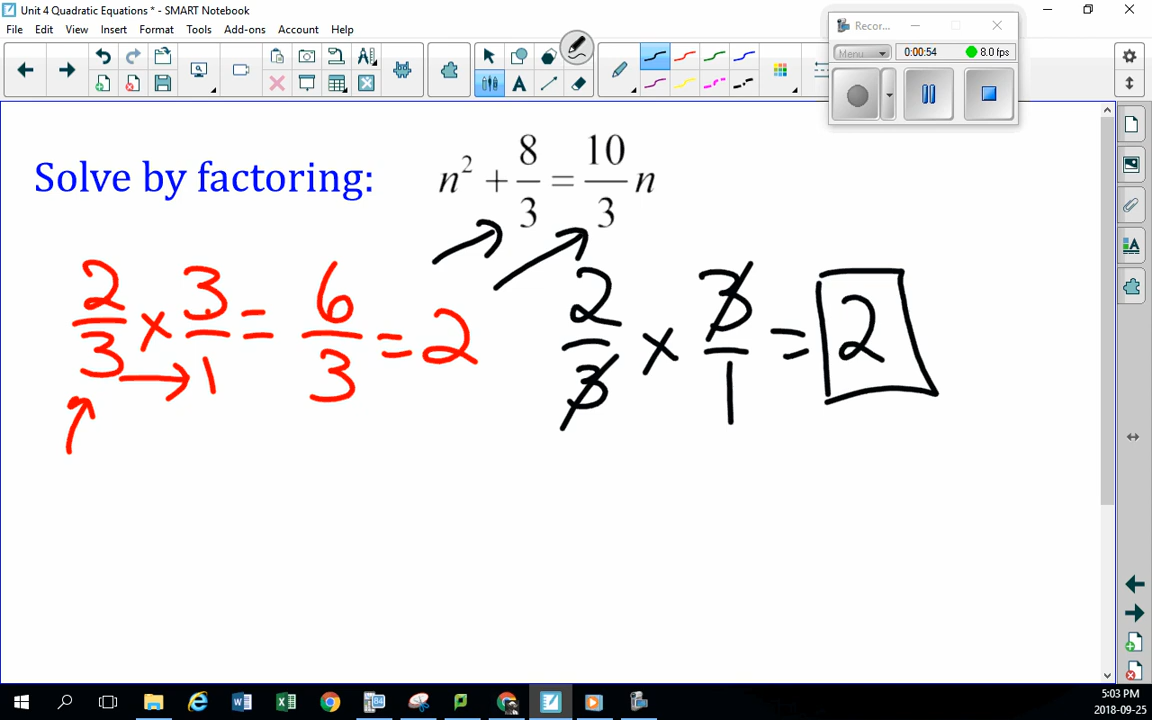 Unit 4 Quadratic Equations * - SMART Notebook
File Edit View Insert Format Tools Add-ons Account Help
Recor...
Menu 0:00:54 8.0 fps
Solve by factoring: n² + 8/3 = 10/3 n
2/3 × 3/1 = 6/3 = 2
2/3 × 3/1 = 2
5:03 PM
2018-09-25